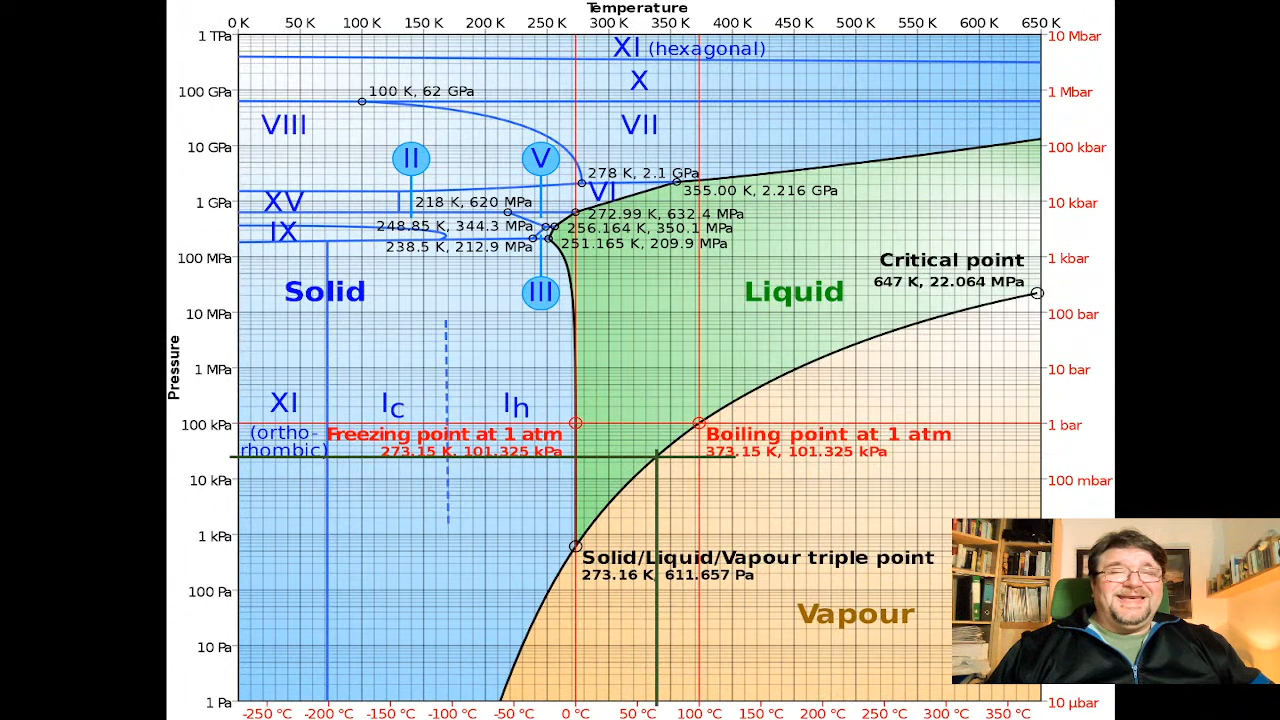 Temperature
0 K 50 K 100 K 150 K 200 K 250 K 300 K 350 K 400 K 450 K 500 K 550 K 600 K 650 K
1 TPa
10 Mbar
XI (hexagonal)
X
100 K, 62 GPa
100 GPa
1 Mbar
VIII
VII
10 GPa
100 kbar
II
V
278 K, 2.1 GPa
VI
355.00 K, 2.216 GPa
XV
218 K, 620 MPa
1 GPa
10 kbar
272.99 K, 632.4 MPa
IX
248.85 K, 344.3 MPa
256.164 K, 350.1 MPa
238.5 K, 212.9 MPa
251.165 K, 209.9 MPa
100 MPa
1 kbar
Critical point
647 K, 22.064 MPa
Solid
III
Liquid
10 MPa
100 bar
Pressure
1 MPa
10 bar
XI
(ortho-
rhombic)
Ic
Ih
100 kPa
1 bar
Freezing point at 1 atm
273.15 K, 101.325 kPa
Boiling point at 1 atm
373.15 K, 101.325 kPa
10 kPa
100 mbar
1 kPa
Solid/Liquid/Vapour triple point
273.16 K, 611.657 Pa
100 Pa
Vapour
10 Pa
1 Pa
10 µbar
-250 °C -200 °C -150 °C -100 °C -50 °C 0 °C 50 °C 100 °C 150 °C 200 °C 250 °C 300 °C 350 °C